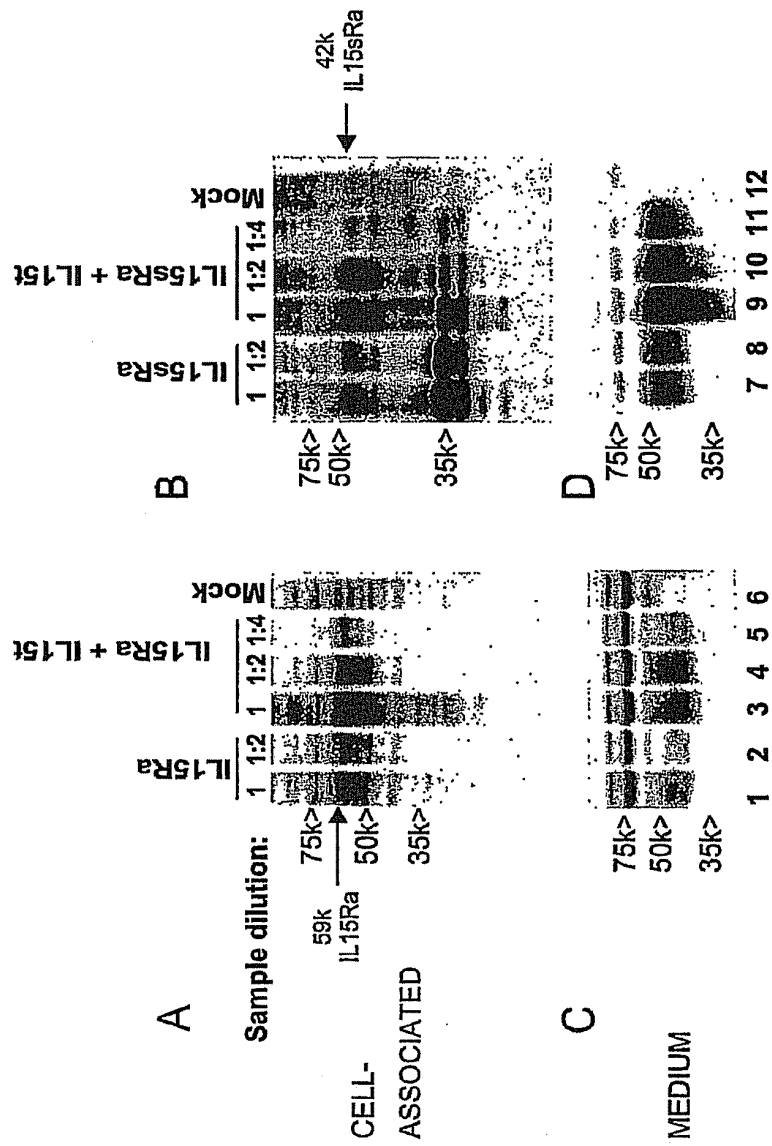 A
Sample dilution:
IL15Ra
IL15Ra + IL15t
Mock
1 1:2 1 1:2 1:4
75k>
59k
IL15Ra
50k>
35k>
CELL-
ASSOCIATED
B
IL15sRa
IL15sRa + IL15t
Mock
1 1:2 1 1:2 1:4
75k>
50k>
42k
IL15sRa
35k>
C
MEDIUM
75k>
50k>
35k>
1 2 3 4 5 6
D
75k>
50k>
35k>
7 8 9 10 11 12